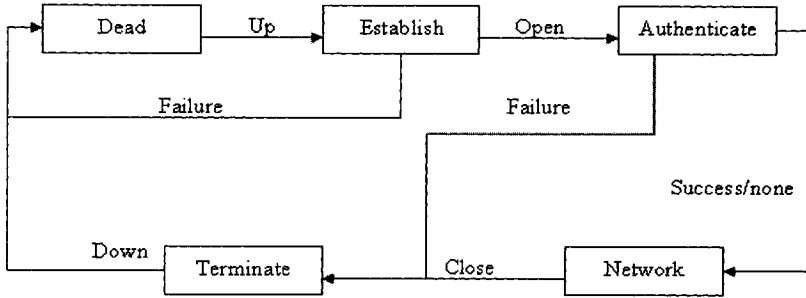 Dead
Up
Establish
Open
Authenticate
Failure
Failure
Success/none
Down
Terminate
Close
Network